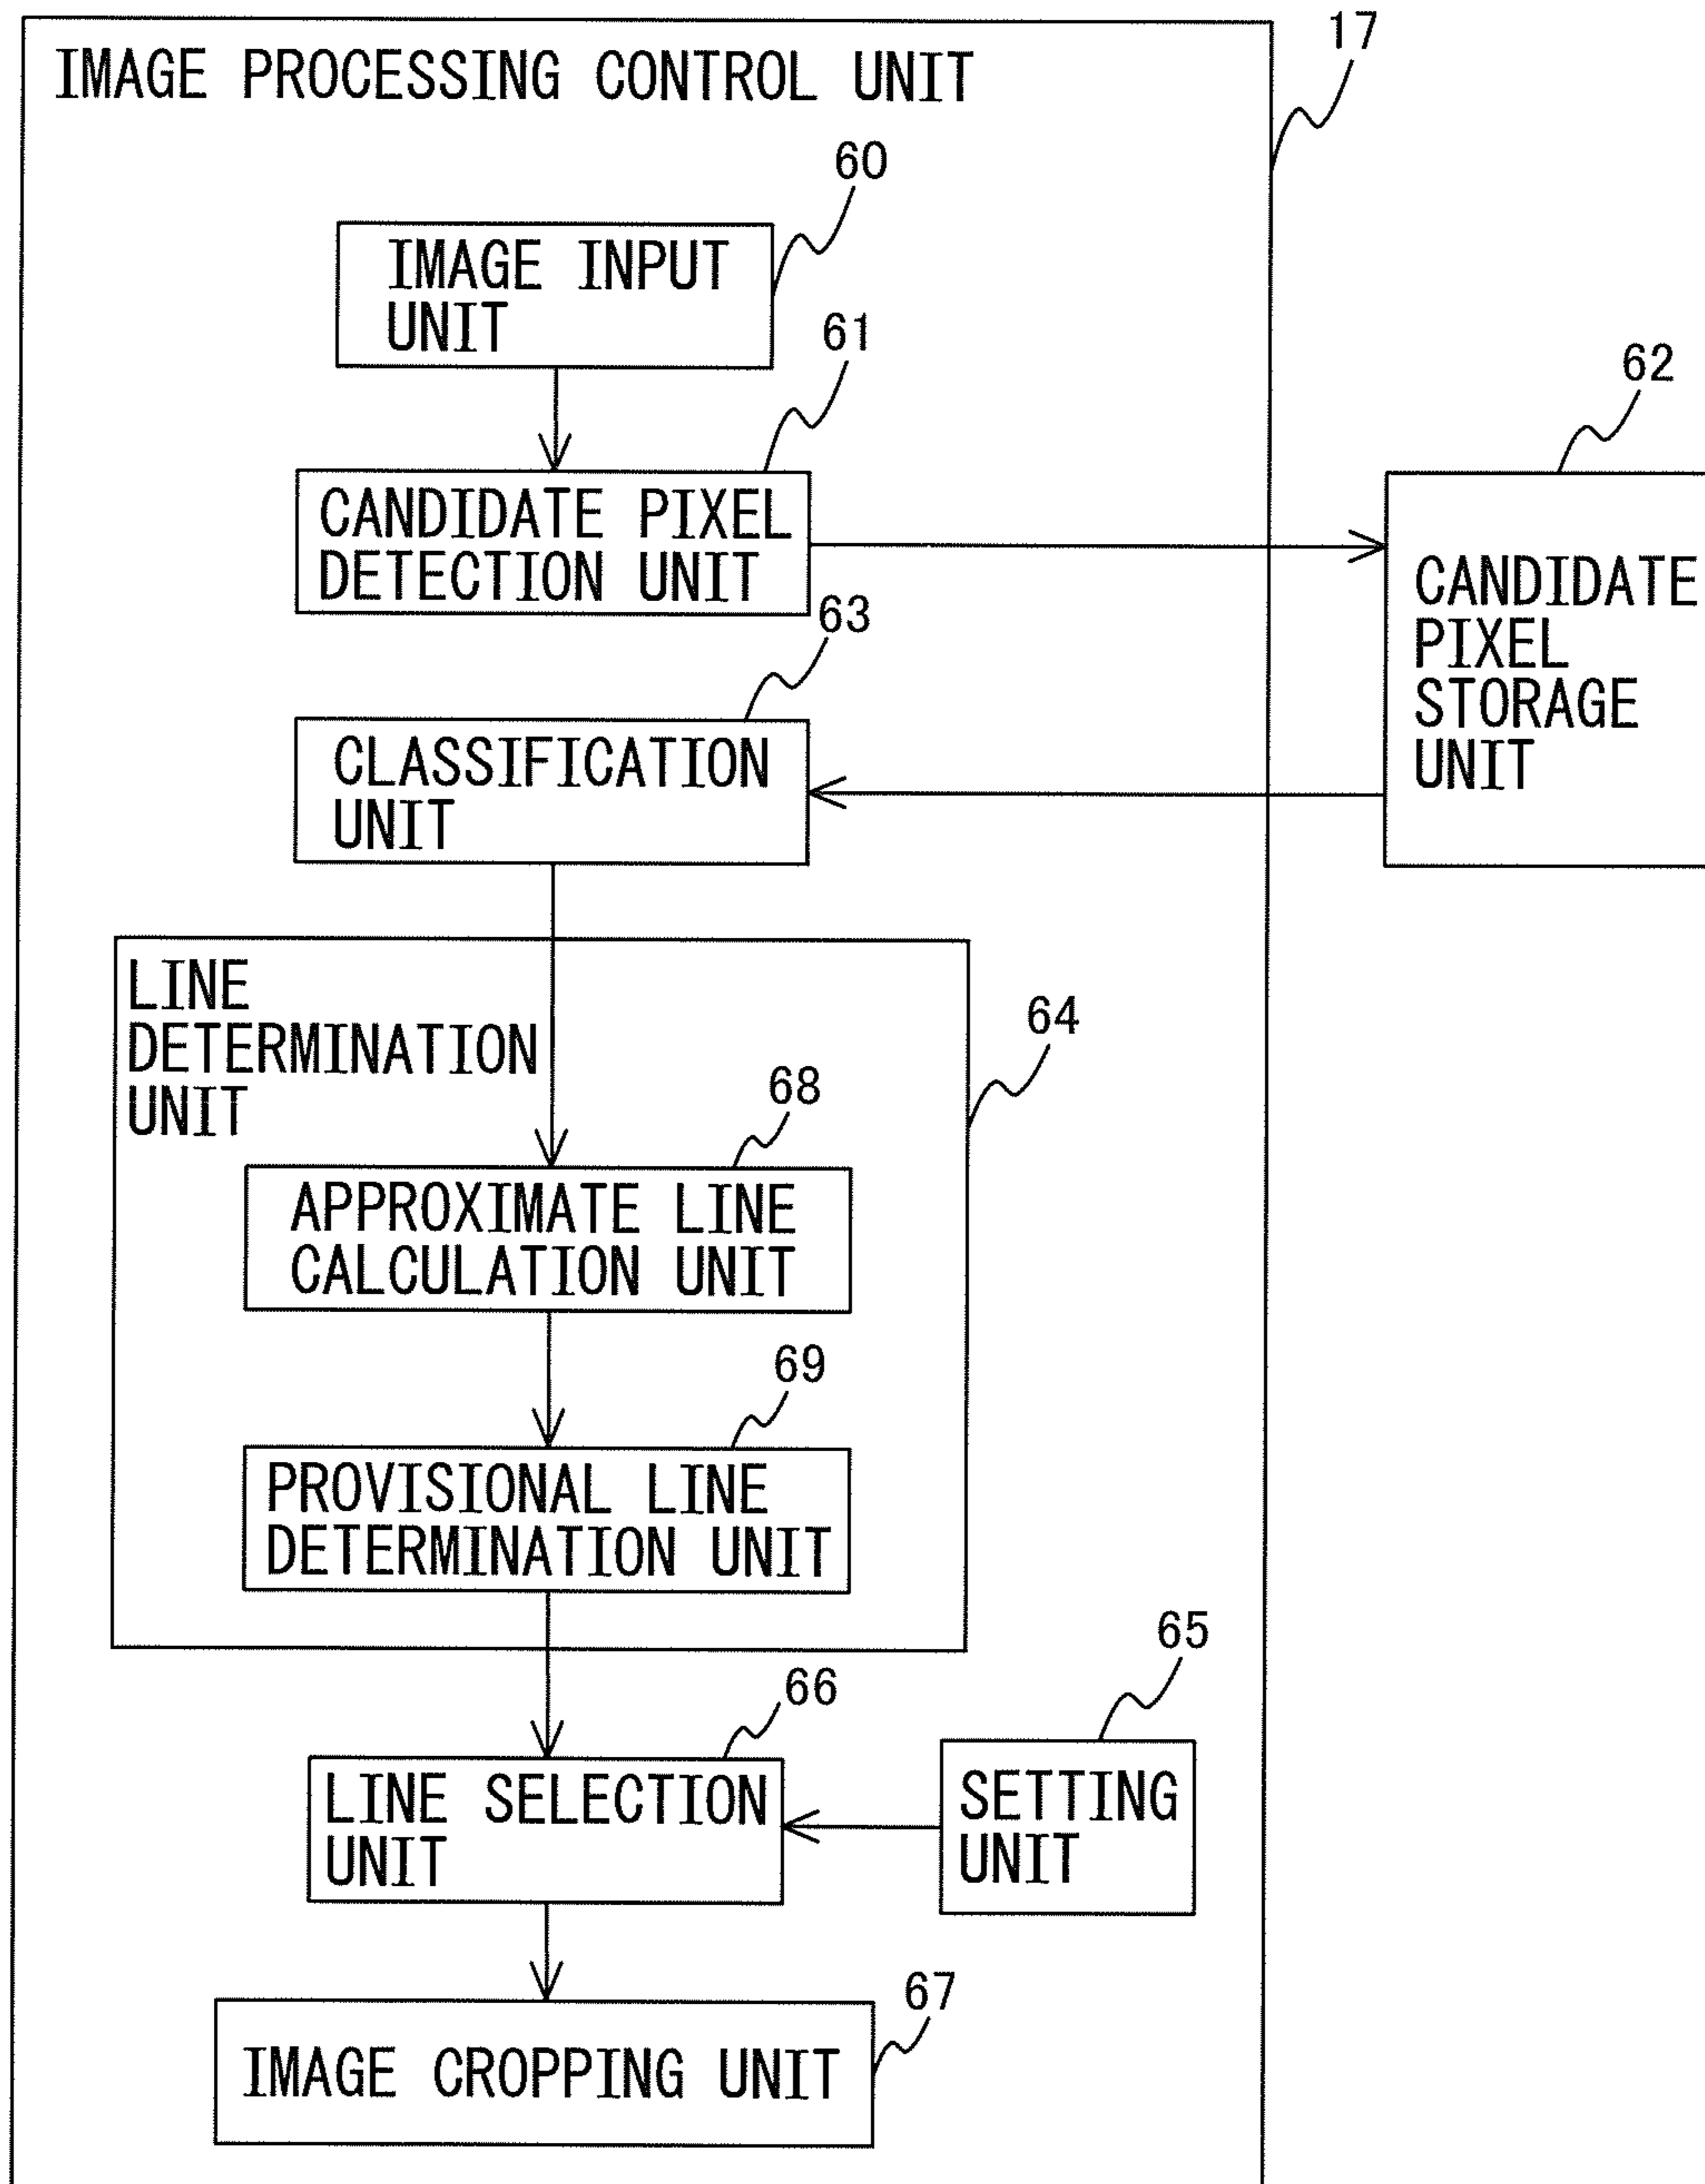 17
IMAGE PROCESSING CONTROL UNIT
60
IMAGE INPUT
UNIT
61
CANDIDATE PIXEL
DETECTION UNIT
62
CANDIDATE
PIXEL
STORAGE
UNIT
63
CLASSIFICATION
UNIT
LINE
DETERMINATION
UNIT
64
68
APPROXIMATE LINE
CALCULATION UNIT
69
PROVISIONAL LINE
DETERMINATION UNIT
66
LINE SELECTION
UNIT
65
SETTING
UNIT
67
IMAGE CROPPING UNIT